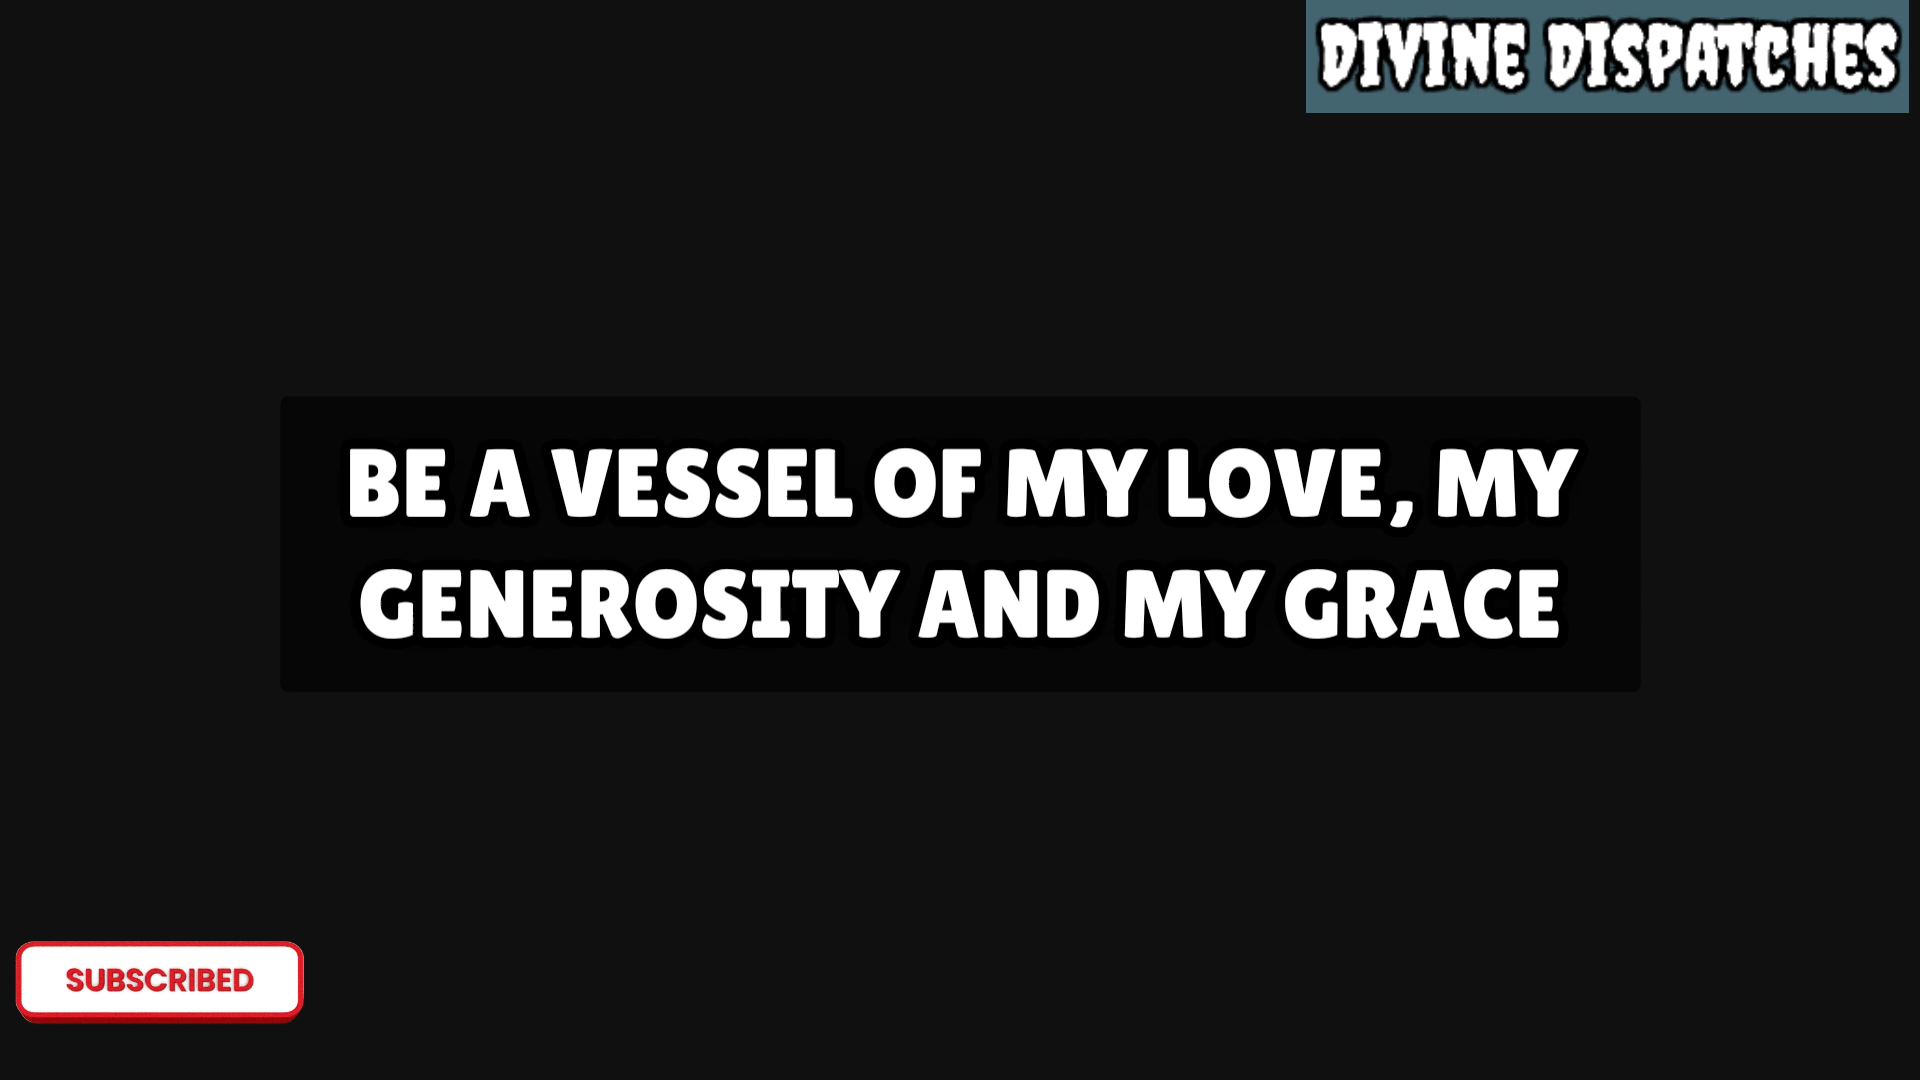 DIVINE DISPATCHES
BE A VESSEL OF MY LOVE, MY
GENEROSITY AND MY GRACE
SUBSCRIBED